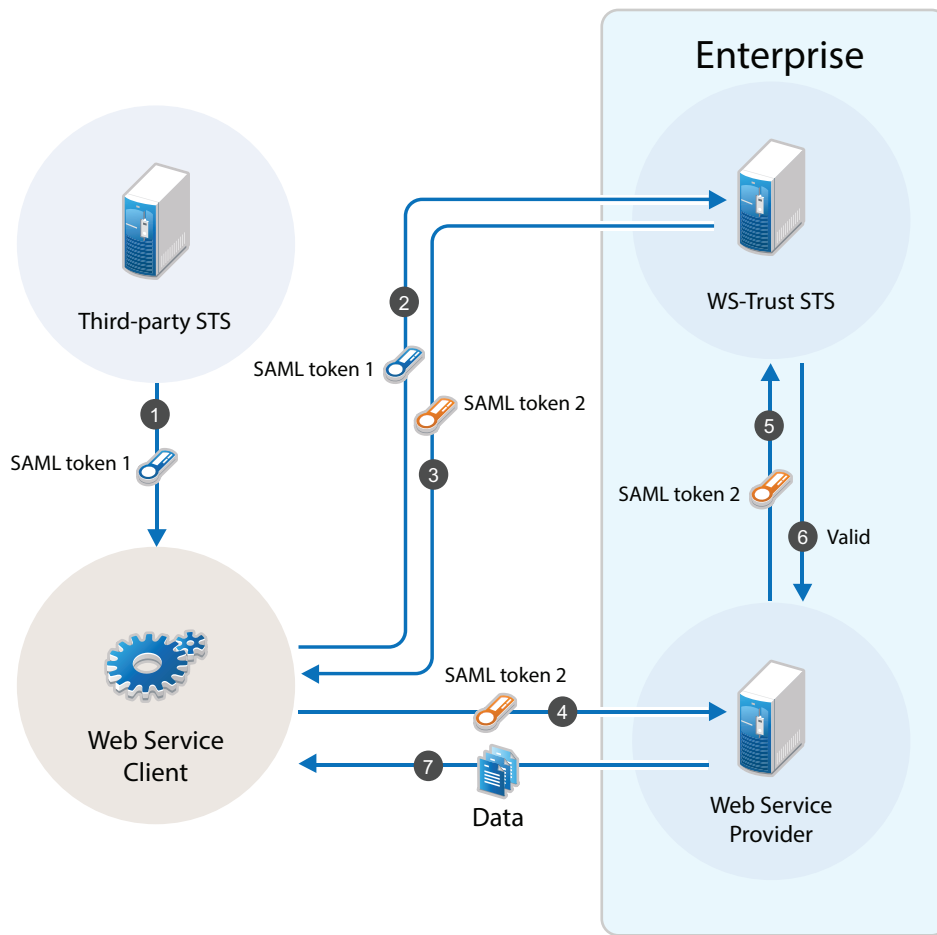 Enterprise
Third-party STS
WS-Trust STS
2
SAML token 1
1
SAML token 2
5
SAML token 1
3
SAML token 2
6
Valid
SAML token 2
4
Web Service
Client
7
Data
Web Service
Provider